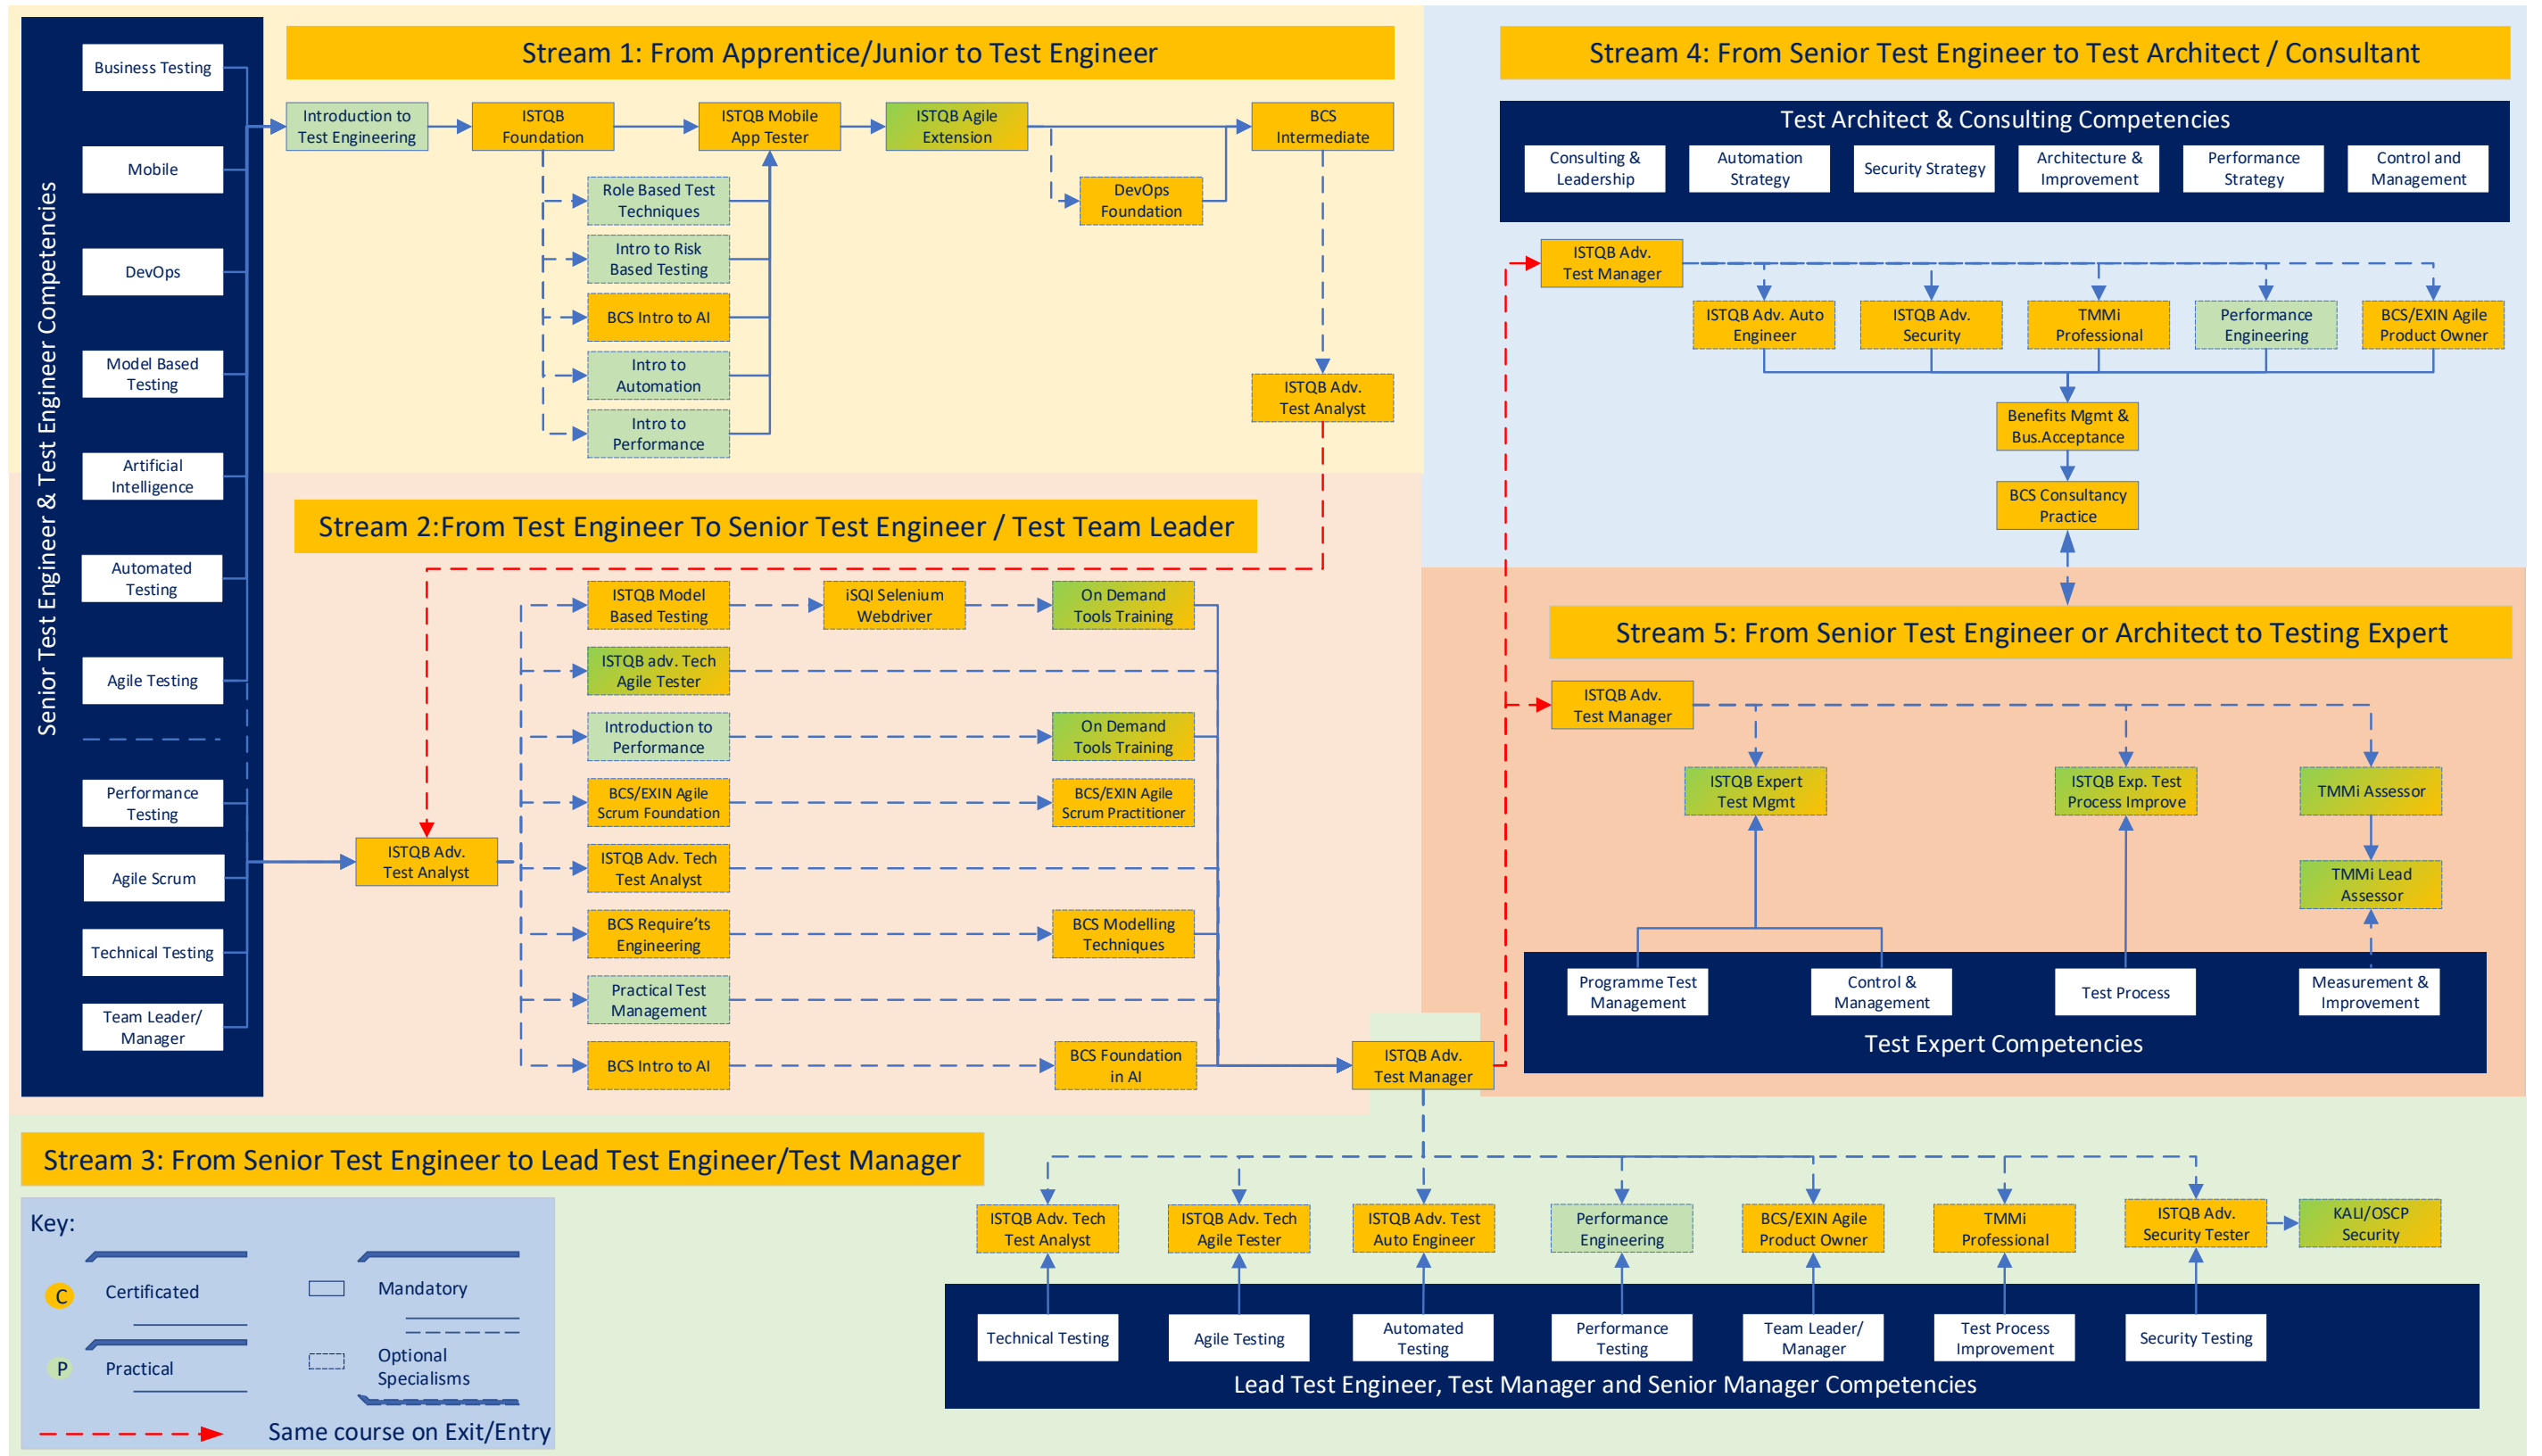 Senior Test Engineer & Test Engineer Competencies
Business Testing
Mobile
DevOps
Model Based
Testing
Artificial
Intelligence
Automated
Testing
Agile Testing
Performance
Testing
Agile Scrum
Technical Testing
Team Leader/
Manager
Stream 1: From Apprentice/Junior to Test Engineer
Introduction to
Test Engineering
ISTQB
Foundation
ISTQB Mobile
App Tester
ISTQB Agile
Extension
BCS
Intermediate
Role Based Test
Techniques
DevOps
Foundation
Intro to Risk
Based Testing
BCS Intro to AI
Intro to
Automation
Intro to
Performance
ISTQB Adv.
Test Analyst
Stream 2:From Test Engineer To Senior Test Engineer / Test Team Leader
ISTQB Adv.
Test Analyst
ISTQB Model
Based Testing
iSQI Selenium
Webdriver
On Demand
Tools Training
ISTQB adv. Tech
Agile Tester
Introduction to
Performance
On Demand
Tools Training
BCS/EXIN Agile
Scrum Foundation
BCS/EXIN Agile
Scrum Practitioner
ISTQB Adv. Tech
Test Analyst
BCS Require’ts
Engineering
BCS Modelling
Techniques
Practical Test
Management
BCS Intro to AI
BCS Foundation
in AI
ISTQB Adv.
Test Manager
Stream 4: From Senior Test Engineer to Test Architect / Consultant
Test Architect & Consulting Competencies
Consulting &
Leadership
Automation
Strategy
Security Strategy
Architecture &
Improvement
Performance
Strategy
Control and
Management
ISTQB Adv.
Test Manager
ISTQB Adv. Auto
Engineer
ISTQB Adv.
Security
TMMi
Professional
Performance
Engineering
BCS/EXIN Agile
Product Owner
Benefits Mgmt &
Bus.Acceptance
BCS Consultancy
Practice
Stream 5: From Senior Test Engineer or Architect to Testing Expert
ISTQB Adv.
Test Manager
ISTQB Expert
Test Mgmt
ISTQB Exp. Test
Process Improve
TMMi Assessor
TMMi Lead
Assessor
Programme Test
Management
Control &
Management
Test Process
Measurement &
Improvement
Test Expert Competencies
Stream 3: From Senior Test Engineer to Lead Test Engineer/Test Manager
ISTQB Adv. Tech
Test Analyst
ISTQB Adv. Tech
Agile Tester
ISTQB Adv. Test
Auto Engineer
Performance
Engineering
BCS/EXIN Agile
Product Owner
TMMi
Professional
ISTQB Adv.
Security Tester
KALI/OSCP
Security
Technical Testing
Agile Testing
Automated
Testing
Performance
Testing
Team Leader/
Manager
Test Process
Improvement
Security Testing
Lead Test Engineer, Test Manager and Senior Manager Competencies
Key:
C
Certificated
Mandatory
P
Practical
Optional
Specialisms
Same course on Exit/Entry